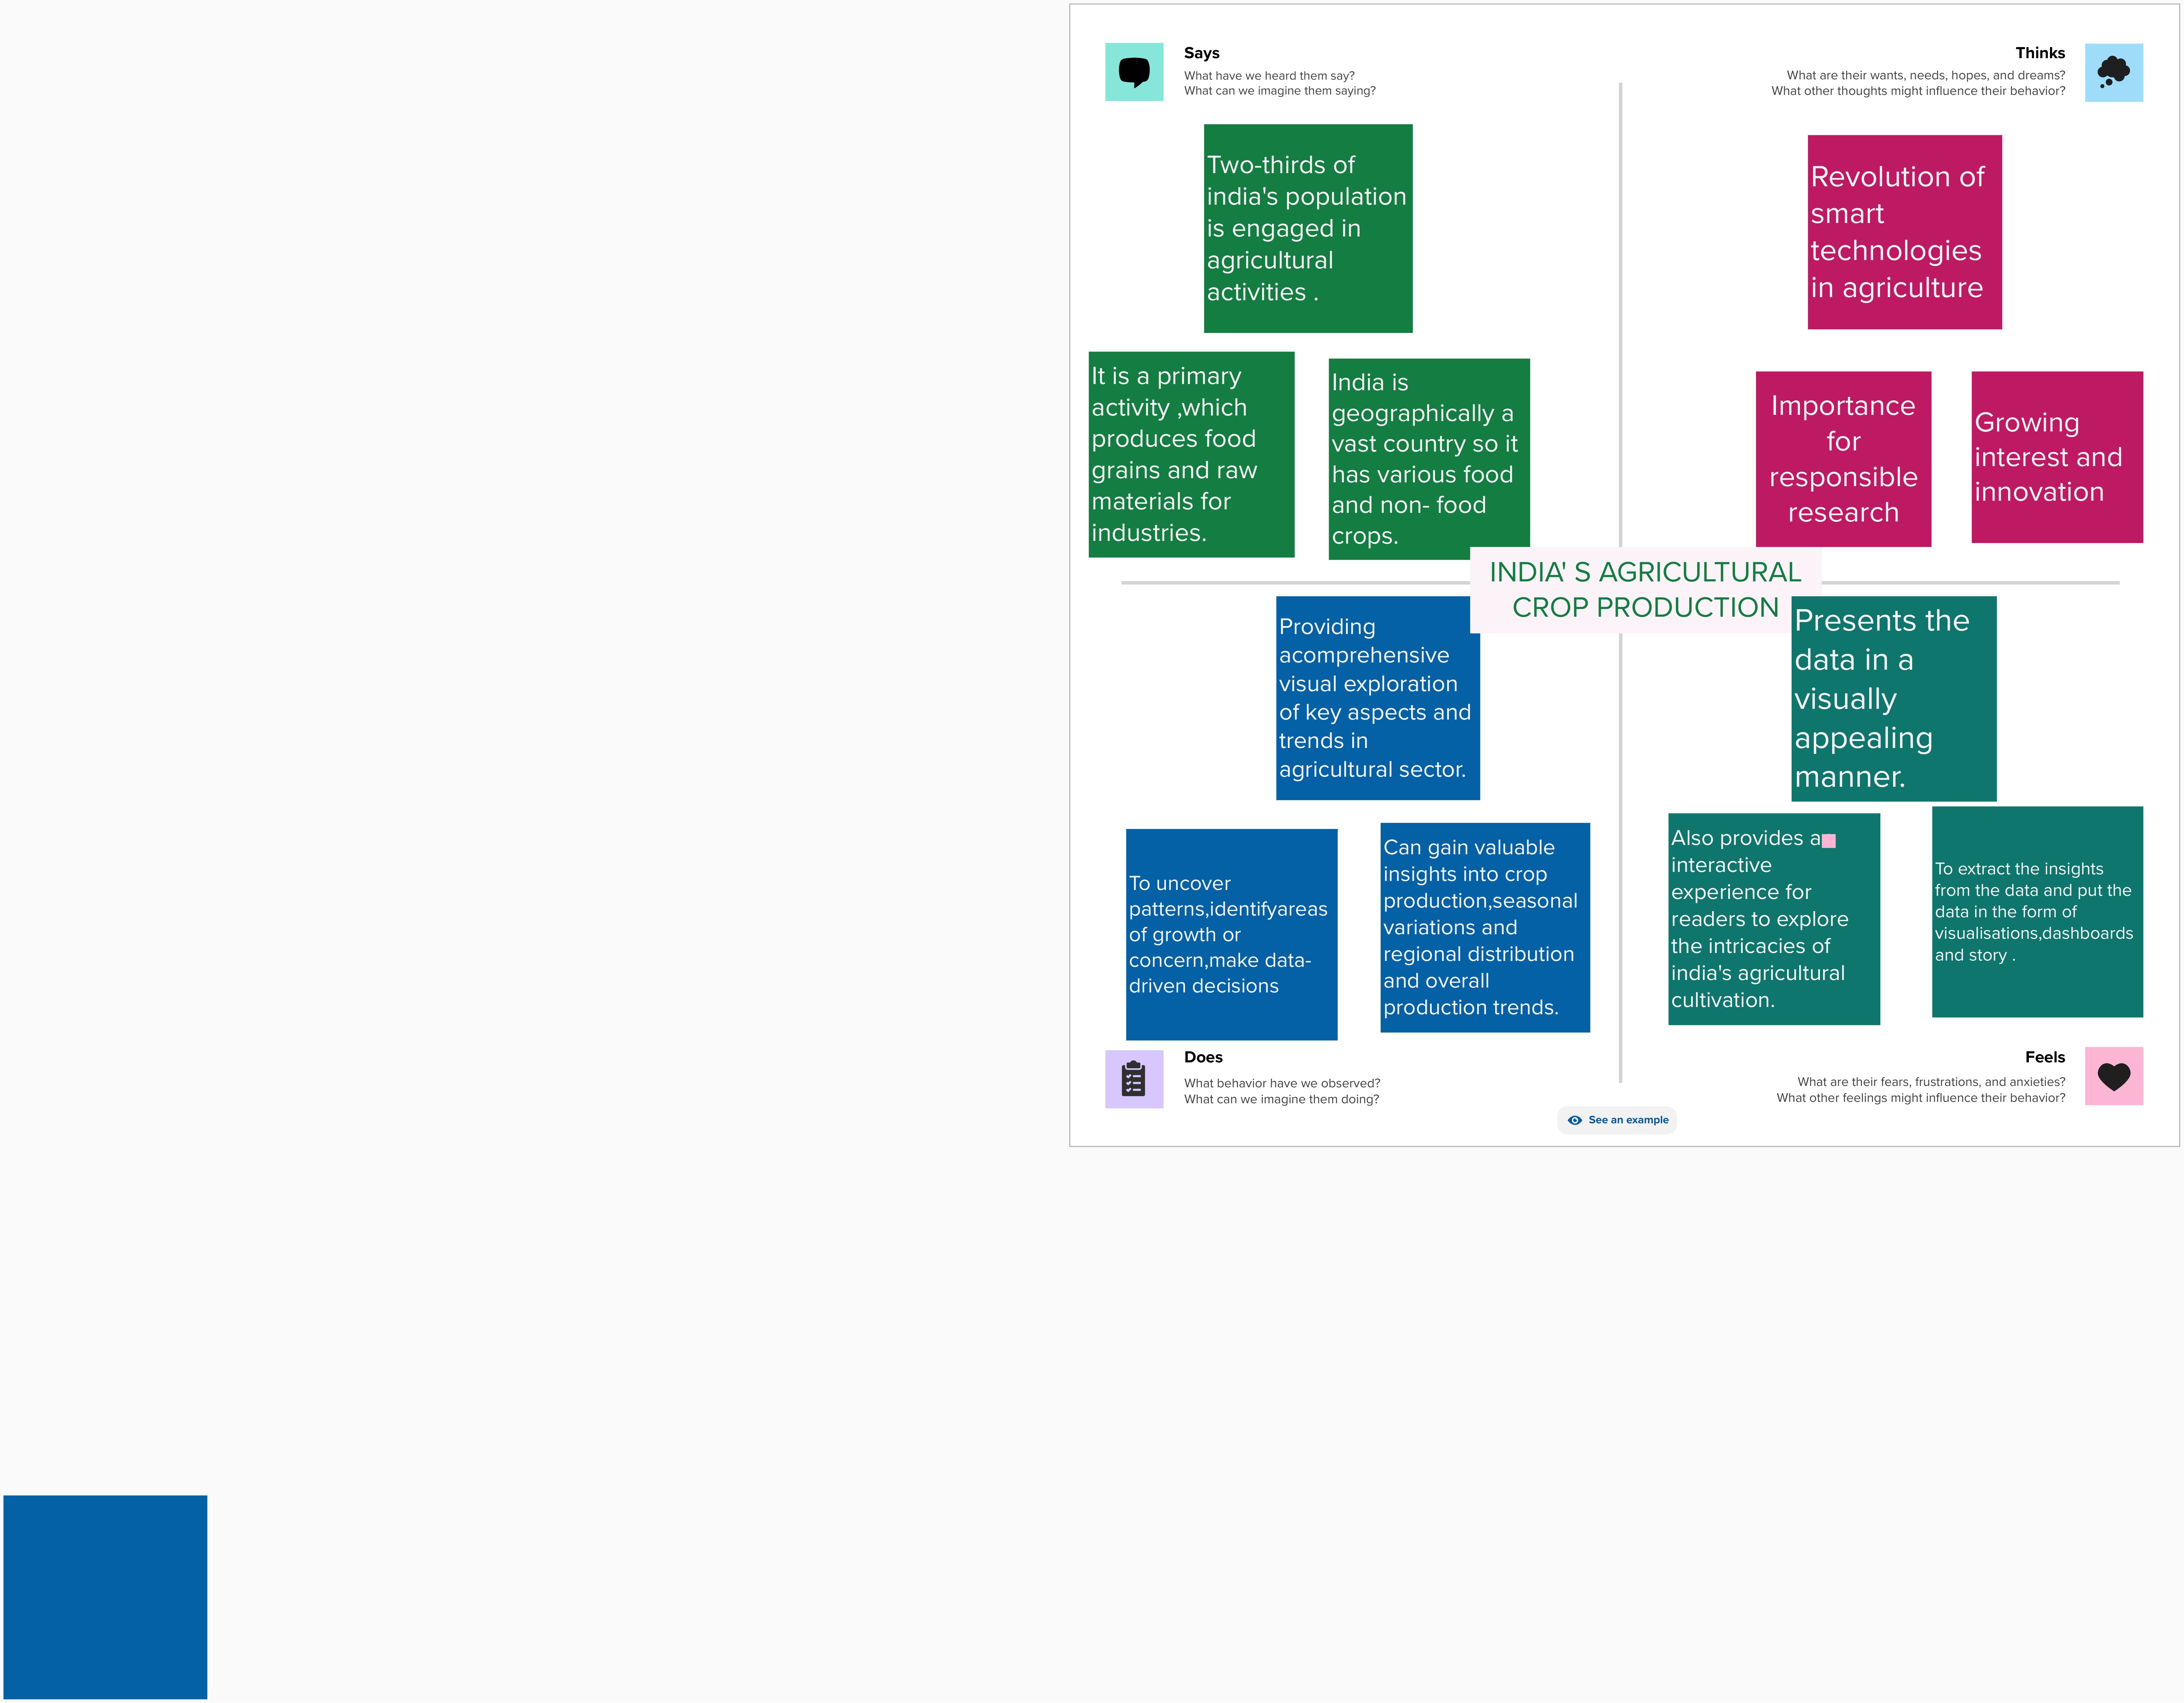 Says
What have we heard them say?
What can we imagine them saying?
Thinks
What are their wants, needs, hopes, and dreams?
What other thoughts might influence their behavior?
Two-thirds of
india's population
is engaged in
agricultural
activities .
Revolution of
smart
technologies
in agriculture
It is a primary
activity ,which
produces food
grains and raw
materials for
industries.
India is
geographically a
vast country so it
has various food
and non- food
crops.
Importance
for
responsible
research
Growing
interest and
innovation
INDIA' S AGRICULTURAL
CROP PRODUCTION
Providing
acomprehensive
visual exploration
of key aspects and
trends in
agricultural sector.
Presents the
data in a
visually
appealing
manner.
To uncover
patterns,identifyareas
of growth or
concern,make data-
driven decisions
Can gain valuable
insights into crop
production,seasonal
variations and
regional distribution
and overall
production trends.
Also provides a
interactive
experience for
readers to explore
the intricacies of
india's agricultural
cultivation.
To extract the insights
from the data and put the
data in the form of
visualisations,dashboards
and story .
Does
What behavior have we observed?
What can we imagine them doing?
Feels
What are their fears, frustrations, and anxieties?
What other feelings might influence their behavior?
See an example